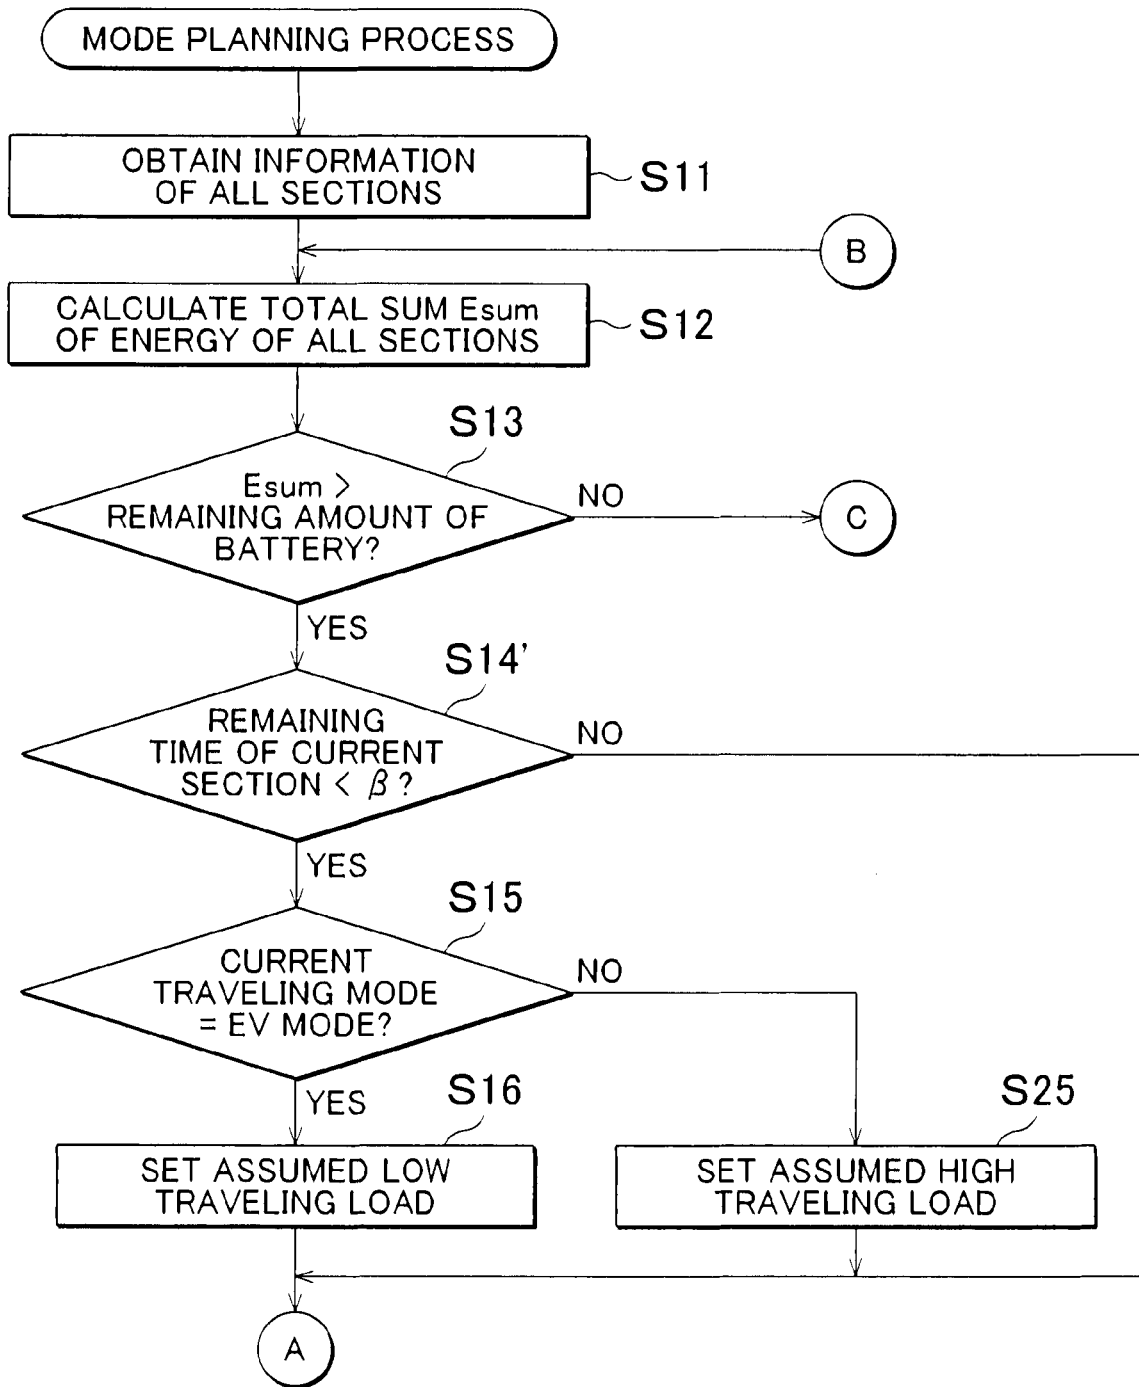 MODE PLANNING PROCESS
OBTAIN INFORMATION
OF ALL SECTIONS
S11
B
CALCULATE TOTAL SUM Esum
OF ENERGY OF ALL SECTIONS
S12
S13
Esum >
REMAINING AMOUNT OF
BATTERY?
NO
C
YES
S14'
REMAINING
TIME OF CURRENT
SECTION < β ?
NO
YES
S15
CURRENT
TRAVELING MODE
= EV MODE?
NO
YES
S16
SET ASSUMED LOW
TRAVELING LOAD
S25
SET ASSUMED HIGH
TRAVELING LOAD
A